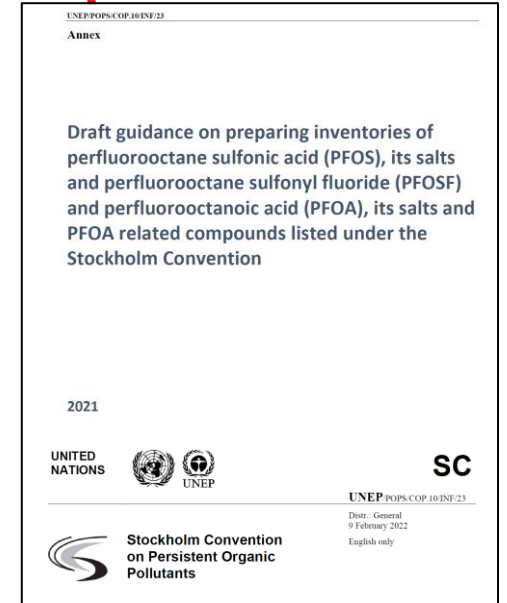 UNEP/POPS/COP.10/INF/23
Annex
Draft guidance on preparing inventories of
perfluorooctane sulfonic acid (PFOS), its salts
and perfluorooctane sulfonyl fluoride (PFOSF)
and perfluorooctanoic acid (PFOA), its salts and
PFOA related compounds listed under the
Stockholm Convention
2021
UNITED
NATIONS
UNEP
SC
UNEP/POPS/COP.10/INF/23
Distr.: General
9 February 2022
English only
Stockholm Convention
on Persistent Organic
Pollutants